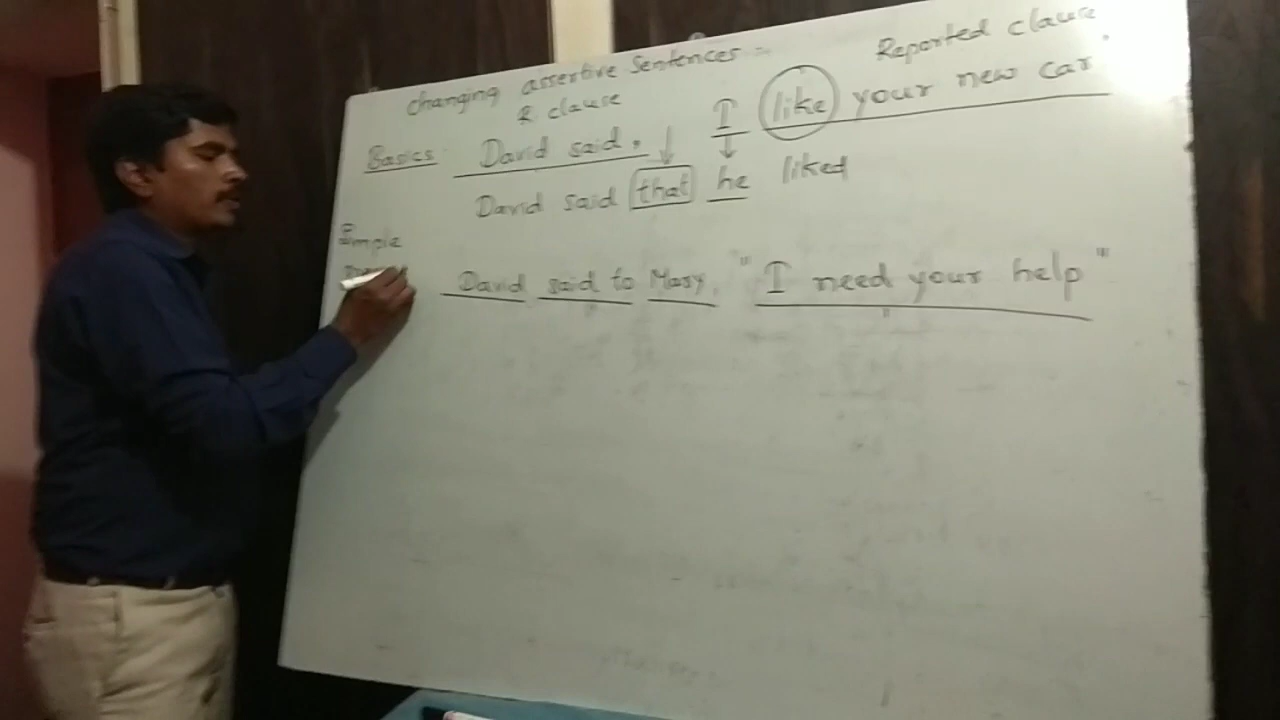 Changing assertive Sentences :-
R clause
Reported clause
Basics: David said, I like your new car.
David said that he liked
Simple
David said to Mary, "I need your help"